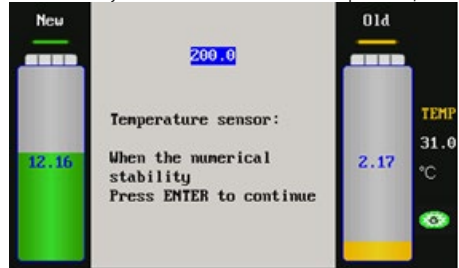 New
Old
200.0
Temperature sensor:
TEMP
31.0
°C
12.16
When the numerical
stability
Press ENTER to continue
2.17